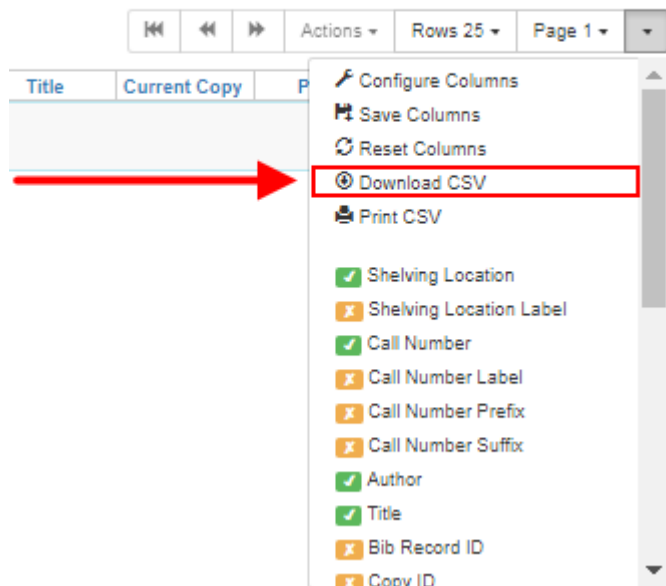 Actions Rows 25 Page 1
Title Current Copy P
Configure Columns
Save Columns
Reset Columns
Download CSV
Print CSV
Shelving Location
Shelving Location Label
Call Number
Call Number Label
Call Number Prefix
Call Number Suffix
Author
Title
Bib Record ID
Copy ID